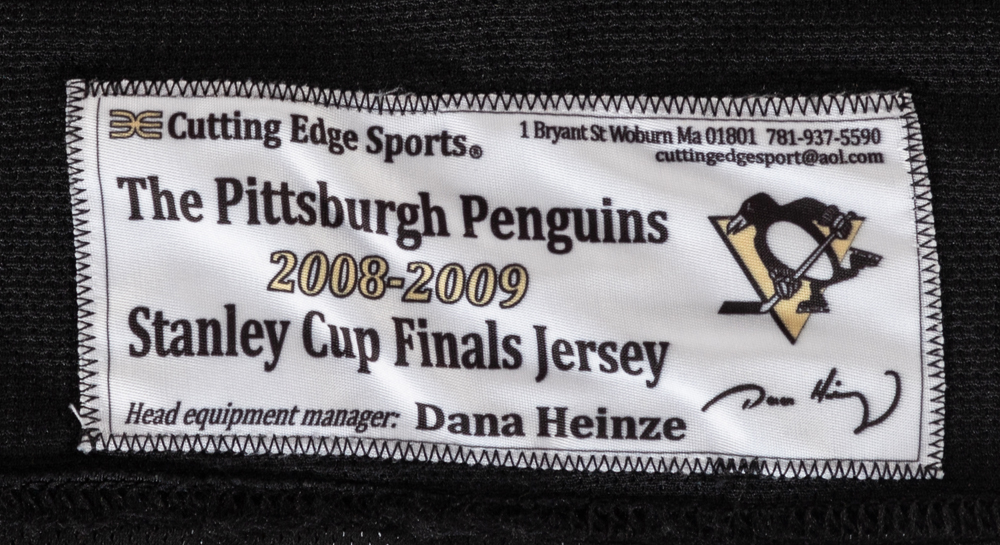 Cutting Edge Sports®
1 Bryant St Woburn Ma 01801 781-937-5590
cuttingedgesport@aol.com
The Pittsburgh Penguins
2008-2009
Stanley Cup Finals Jersey
Head equipment manager: Dana Heinze